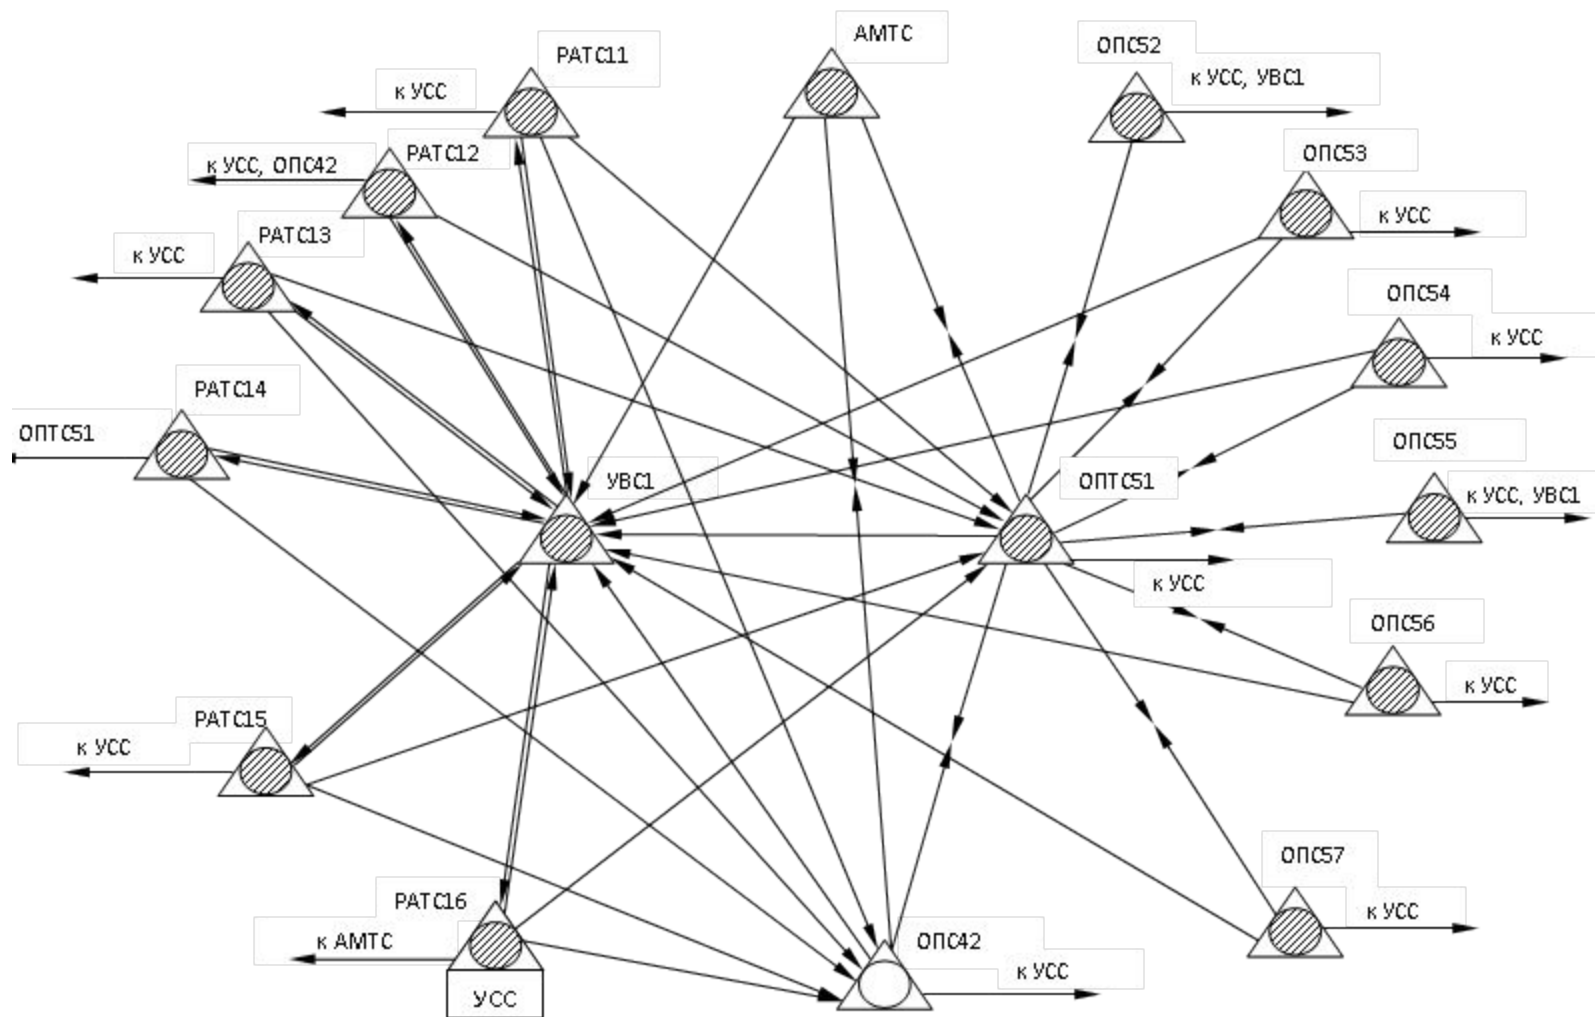 АМТС
ОПС52
РАТС11
к УСС, УВС1
к УСС
РАТС12
ОПС53
к УСС, ОПС42
к УСС
РАТС13
к УСС
ОПС54
к УСС
РАТС14
ОПТС51
ОПС55
УВС1
ОПТС51
к УСС, УВС1
к УСС
ОПС56
к УСС
РАТС15
к УСС
ОПС57
РАТС16
к УСС
к АМТС
ОПС42
к УСС
УСС